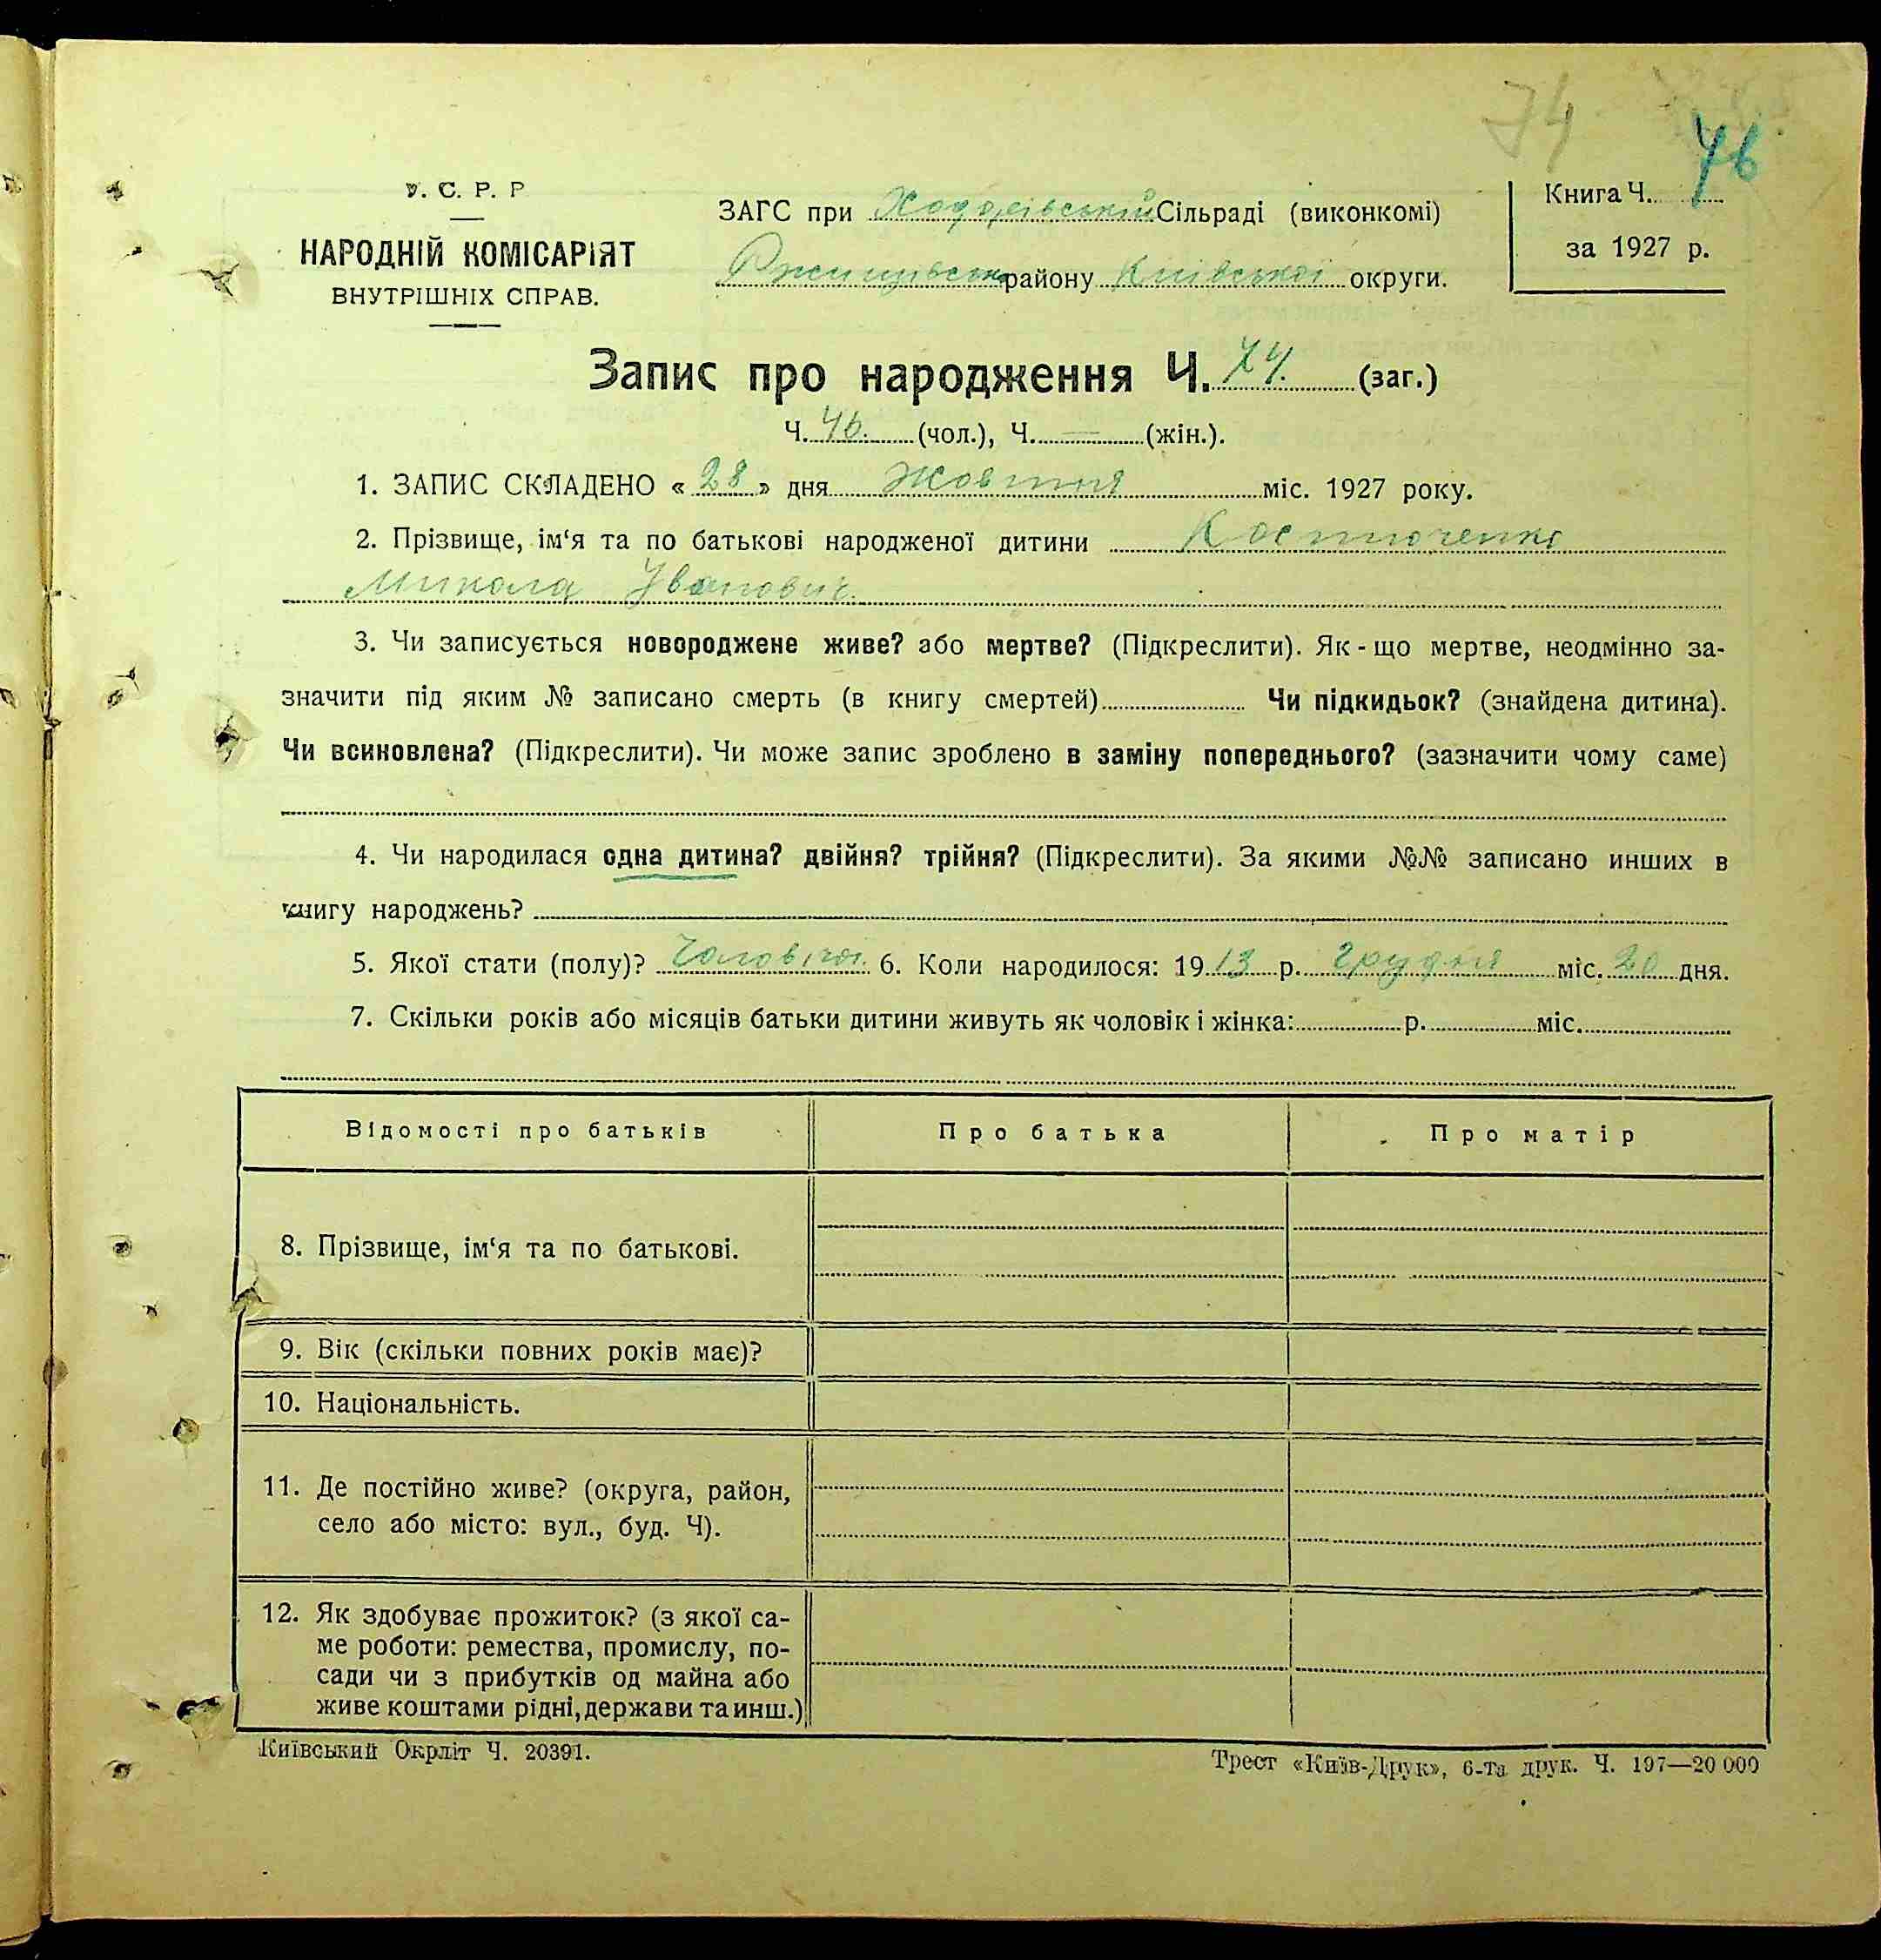 74
46
У. С. Р. Р
НАРОДНІЙ КОМІСАРІЯТ
ВНУТРІШНІХ СПРАВ.
ЗАГС при Ходорівській Сільраді (виконкомі)
Ржищівськ району Київської округи.
Книга Ч.
за 1927 р.
Запис про народження Ч. 74. (заг.)
Ч. 46. (чол.), Ч. — (жін.).
1. ЗАПИС СКЛАДЕНО « 28 » дня Жовтня міс. 1927 року.
2. Прізвище, ім‘я та по батькові народженої дитини Костюченко
Микола Іванович.
3. Чи записується новороджене живе? або мертве? (Підкреслити). Як-що мертве, неодмінно за-
значити під яким № записано смерть (в книгу смертей) Чи підкидьок? (знайдена дитина).
Чи всиновлена? (Підкреслити). Чи може запис зроблено в заміну попереднього? (зазначити чому саме)
4. Чи народилася одна дитина? двійня? трійня? (Підкреслити). За якими №№ записано инших в
книгу народжень?
5. Якої стати (полу)? Чоловічої. 6. Коли народилося: 1913 р. Грудня міс. 20 дня.
7. Скільки років або місяців батьки дитини живуть як чоловік і жінка: р. міс.
Відомості про батьків Про батька Про матір
8. Прізвище, ім‘я та по батькові.
9. Вік (скільки повних років має)?
10. Національність.
11. Де постійно живе? (округа, район,
село або місто: вул., буд. Ч).
12. Як здобуває прожиток? (з якої са-
ме роботи: ремества, промислу, по-
сади чи з прибутків од майна або
живе коштами рідні, держави та инш.)
Київський Окрліт Ч. 20391.
Трест «Київ-Друк», 6-та друк. Ч. 197—20 000